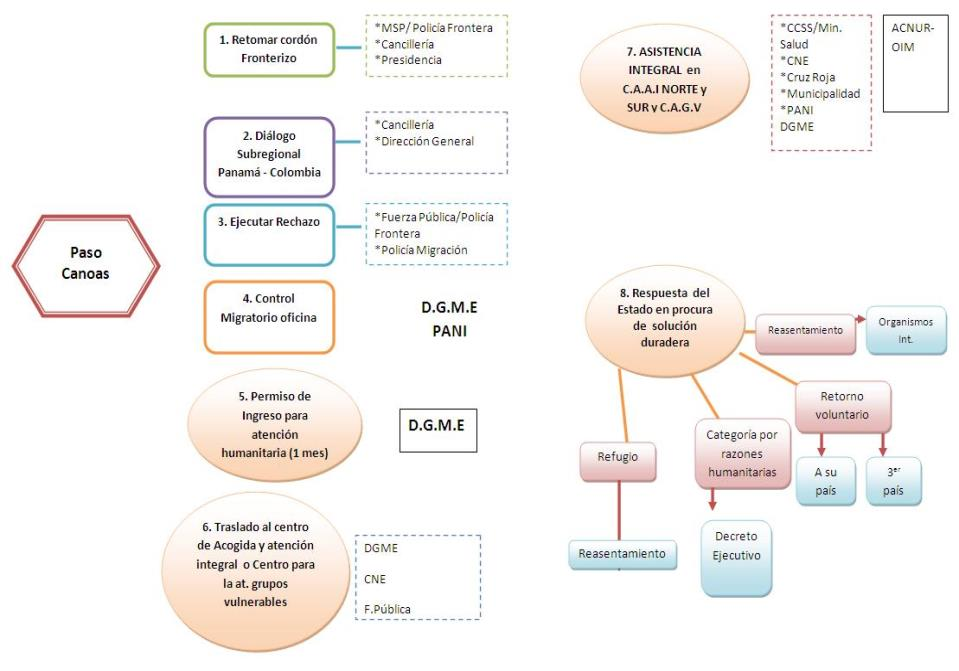 Paso
Canoas
1. Retomar cordón
Fronterizo
*MSP/ Policía Frontera
*Cancillería
*Presidencia
2. Diálogo
Subregional
Panamá - Colombia
*Cancillería
*Dirección General
3. Ejecutar Rechazo
*Fuerza Pública/Policía
Frontera
*Policía Migración
4. Control
Migratorio oficina
D.G.M.E
PANI
5. Permiso de
Ingreso para
atención
humanitaria (1 mes)
D.G.M.E
6. Traslado al centro
de Acogida y atención
integral o Centro para
la at. grupos
vulnerables
DGME
CNE
F.Pública
7. ASISTENCIA
INTEGRAL en
C.A.A.I NORTE y
SUR y C.A.G.V
*CCSS/Min.
Salud
*CNE
*Cruz Roja
*Municipalidad
*PANI
DGME
ACNUR-
OIM
8. Respuesta del
Estado en procura
de solución
duradera
Reasentamiento
Organismos
Int.
Retorno
voluntario
A su
país
3er
país
Categoría por
razones
humanitarias
Decreto
Ejecutivo
Refugio
Reasentamiento